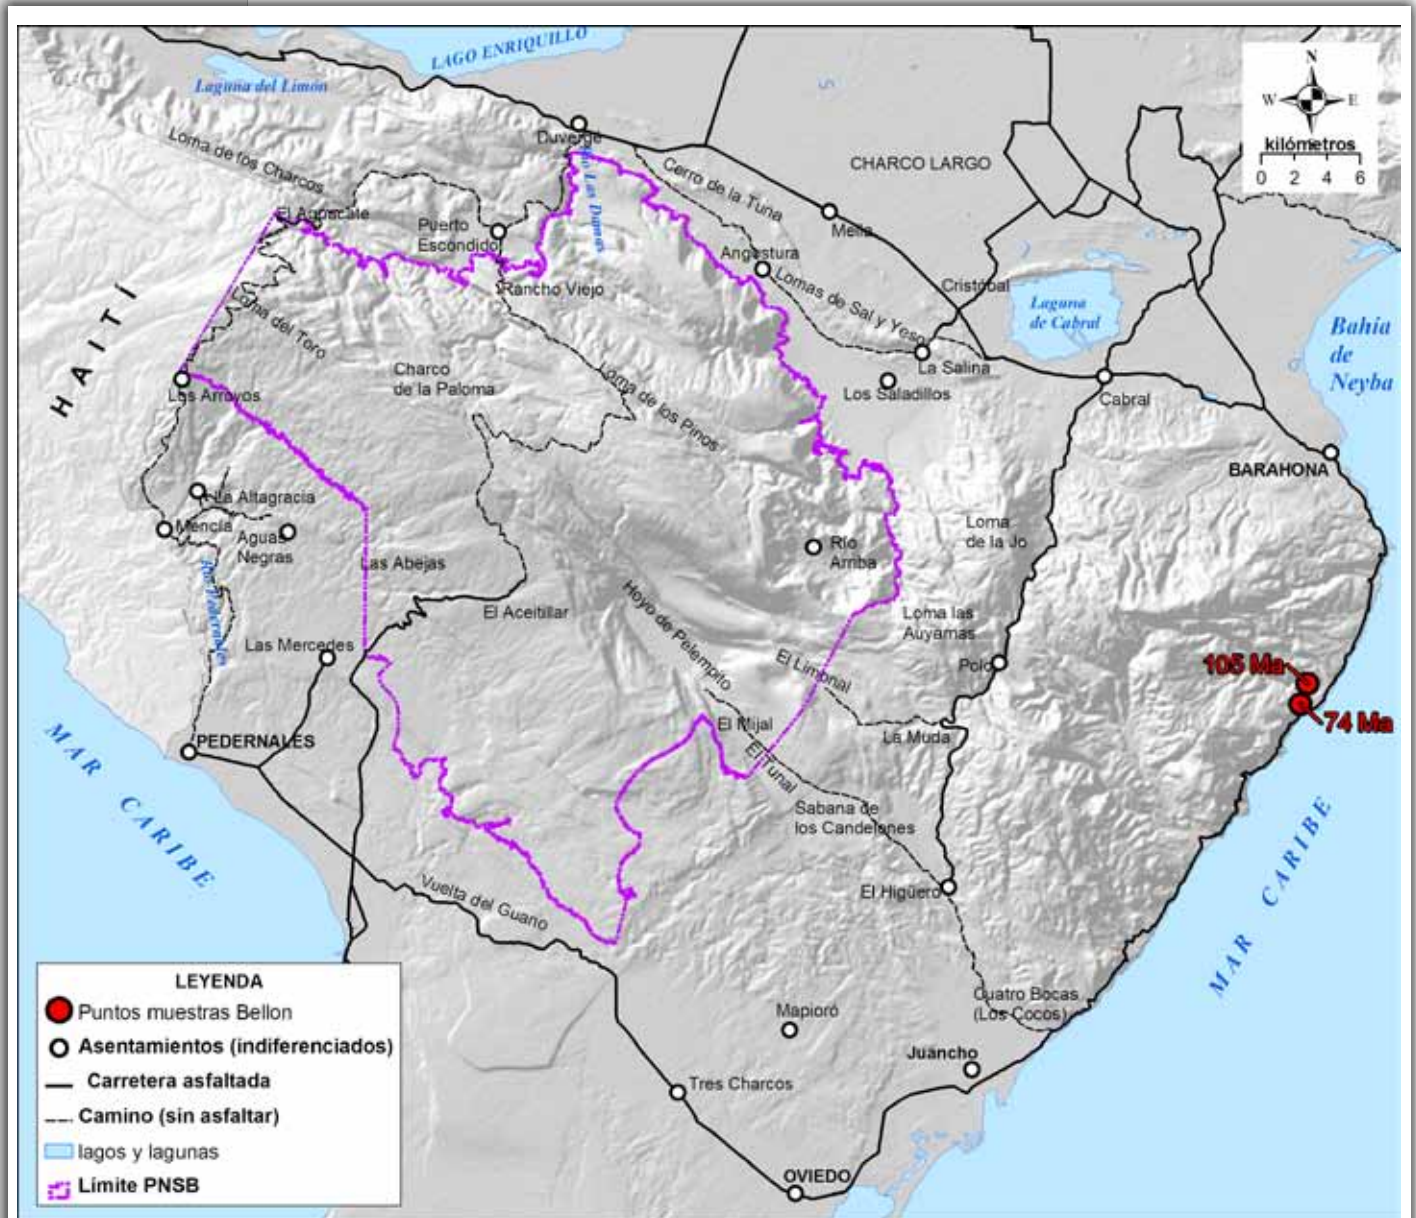 LAGO ENRIQUILLO
Laguna del Limón
N
W E
kilómetros
0 2 4 6
Duvergé
Loma de los Charcos
Río Las Damas
Cerro de la Tuna
CHARCO LARGO
El Aguacate
Puerto
Escondido
Mella
Angostura
Rancho Viejo
Lomas de Sal y Yeso
Cristóbal
Laguna
de Cabral
Bahía
de
Neyba
HAITÍ
Loma del Toro
Charco
de la Paloma
Loma de los Pinos
La Salina
Los Saladillos
Cabral
Los Arroyos
BARAHONA
La Altagracia
Mencía
Aguas
Negras
Río Pedernales
Las Abejas
Río
Arriba
Loma
de la Jo
El Aceitillar
Hoyo de Pelempito
Loma las
Auyamas
Las Mercedes
El Limonal
Polo
105 Ma
74 Ma
PEDERNALES
El Mijal
La Muda
El Tunal
MAR CARIBE
Sabana de
los Candelones
MAR CARIBE
Vuelta del Guano
El Higüero
Cuatro Bocas
(Los Cocos)
Mapioró
Juancho
Tres Charcos
OVIEDO
LEYENDA
Puntos muestras Bellon
Asentamientos (indiferenciados)
Carretera asfaltada
Camino (sin asfaltar)
lagos y lagunas
Límite PNSB